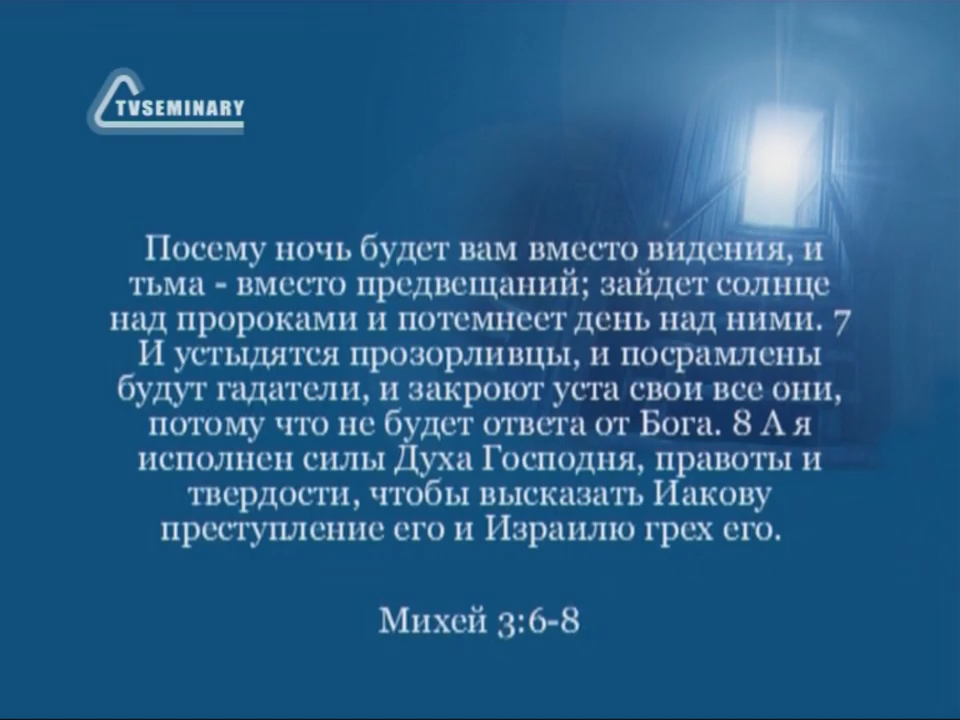 TVSEMINARY
Посему ночь будет вам вместо видения, и
тьма - вместо предвещаний; зайдет солнце
над пророками и потемнеет день над ними. 7
И устыдятся прозорливцы, и посрамлены
будут гадатели, и закроют уста свои все они,
потому что не будет ответа от Бога. 8 А я
исполнен силы Духа Господня, правоты и
твердости, чтобы высказать Иакову
преступление его и Израилю грех его.
Михей 3:6-8